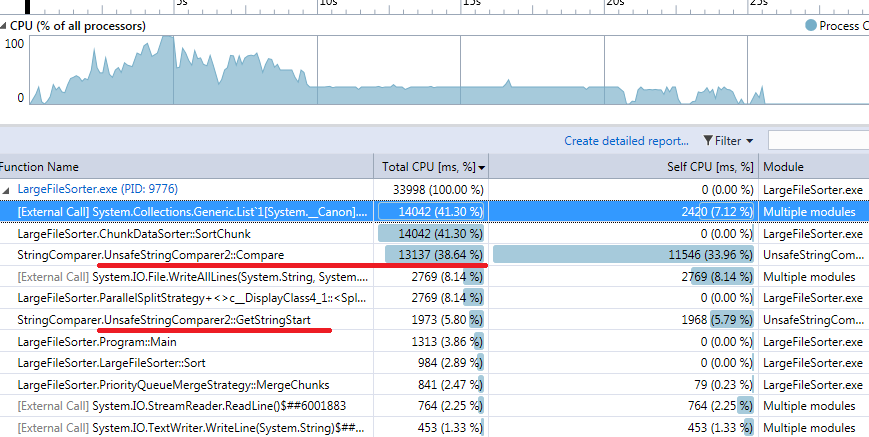 5s 10s 15s 20s 25s
CPU (% of all processors) Process C
100
0
Create detailed report... Filter
Function Name Total CPU [ms, %] Self CPU [ms, %] Module
LargeFileSorter.exe (PID: 9776) 33998 (100.00 %) 0 (0.00 %) LargeFileSorter.exe
[External Call] System.Collections.Generic.List`1[System.__Canon].... 14042 (41.30 %) 2420 (7.12 %) Multiple modules
LargeFileSorter.ChunkDataSorter::SortChunk 14042 (41.30 %) 0 (0.00 %) LargeFileSorter.exe
StringComparer.UnsafeStringComparer2::Compare 13137 (38.64 %) 11546 (33.96 %) UnsafeStringCom...
[External Call] System.IO.File.WriteAllLines(System.String, System.... 2769 (8.14 %) 2769 (8.14 %) Multiple modules
LargeFileSorter.ParallelSplitStrategy+<>c__DisplayClass4_1::<Spl... 2769 (8.14 %) 0 (0.00 %) LargeFileSorter.exe
StringComparer.UnsafeStringComparer2::GetStringStart 1973 (5.80 %) 1968 (5.79 %) UnsafeStringCom...
LargeFileSorter.Program::Main 1313 (3.86 %) 0 (0.00 %) LargeFileSorter.exe
LargeFileSorter.LargeFileSorter::Sort 984 (2.89 %) 0 (0.00 %) LargeFileSorter.exe
LargeFileSorter.PriorityQueueMergeStrategy::MergeChunks 841 (2.47 %) 79 (0.23 %) LargeFileSorter.exe
[External Call] System.IO.StreamReader.ReadLine()$##6001883 764 (2.25 %) 764 (2.25 %) Multiple modules
[External Call] System.IO.TextWriter.WriteLine(System.String)$##... 453 (1.33 %) 453 (1.33 %) Multiple modules